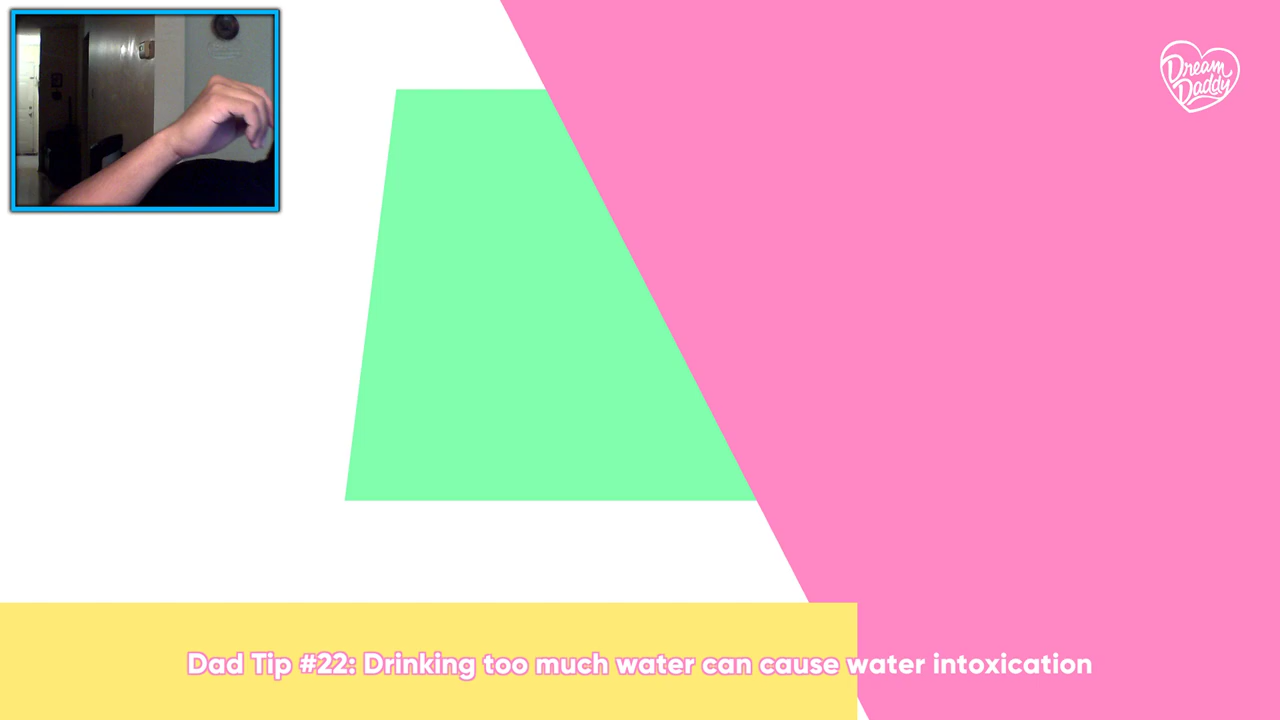 Dream
Daddy
Dad Tip #22: Drinking too much water can cause water intoxication